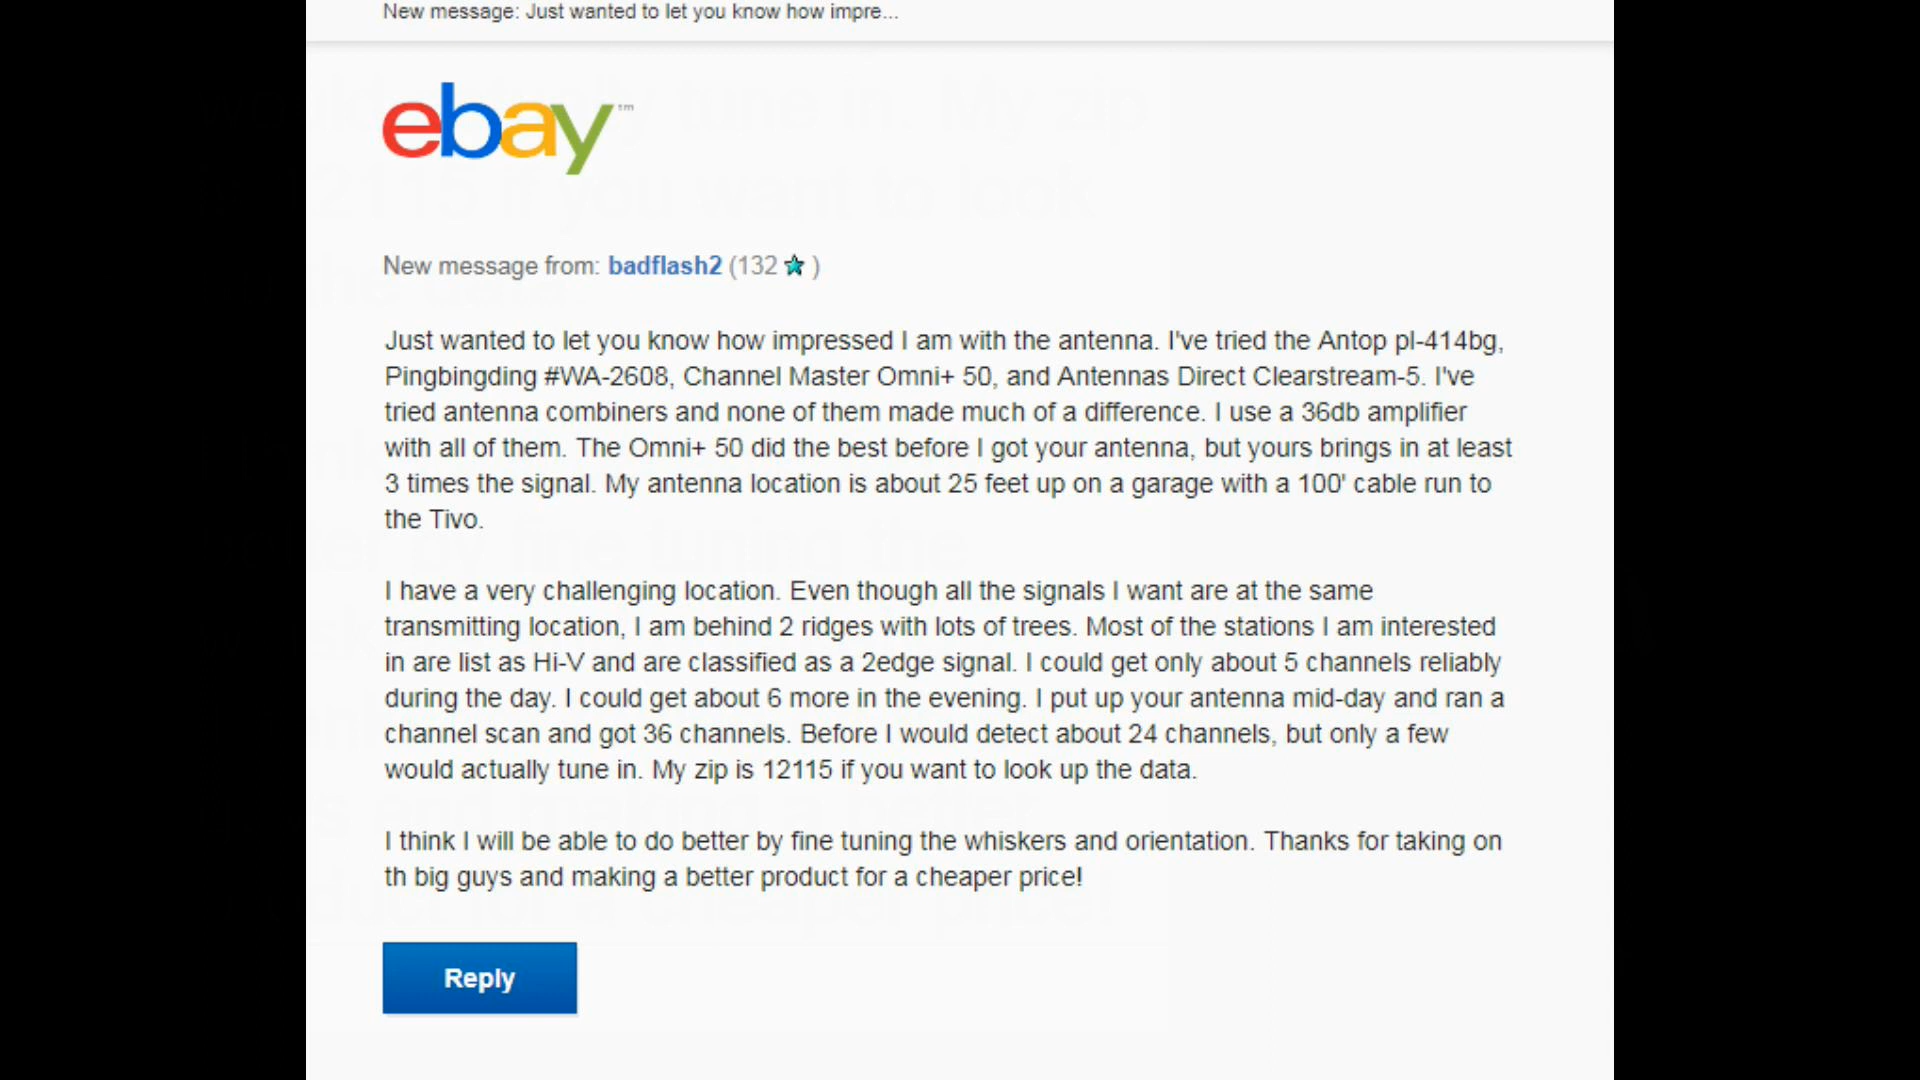 New message: Just wanted to let you know how impre...
ebay™
New message from: badflash2 (132 ★ )
Just wanted to let you know how impressed I am with the antenna. I've tried the Antop pl-414bg,
Pingbingding #WA-2608, Channel Master Omni+ 50, and Antennas Direct Clearstream-5. I've
tried antenna combiners and none of them made much of a difference. I use a 36db amplifier
with all of them. The Omni+ 50 did the best before I got your antenna, but yours brings in at least
3 times the signal. My antenna location is about 25 feet up on a garage with a 100' cable run to
the Tivo.
I have a very challenging location. Even though all the signals I want are at the same
transmitting location, I am behind 2 ridges with lots of trees. Most of the stations I am interested
in are list as Hi-V and are classified as a 2edge signal. I could get only about 5 channels reliably
during the day. I could get about 6 more in the evening. I put up your antenna mid-day and ran a
channel scan and got 36 channels. Before I would detect about 24 channels, but only a few
would actually tune in. My zip is 12115 if you want to look up the data.
I think I will be able to do better by fine tuning the whiskers and orientation. Thanks for taking on
th big guys and making a better product for a cheaper price!
Reply